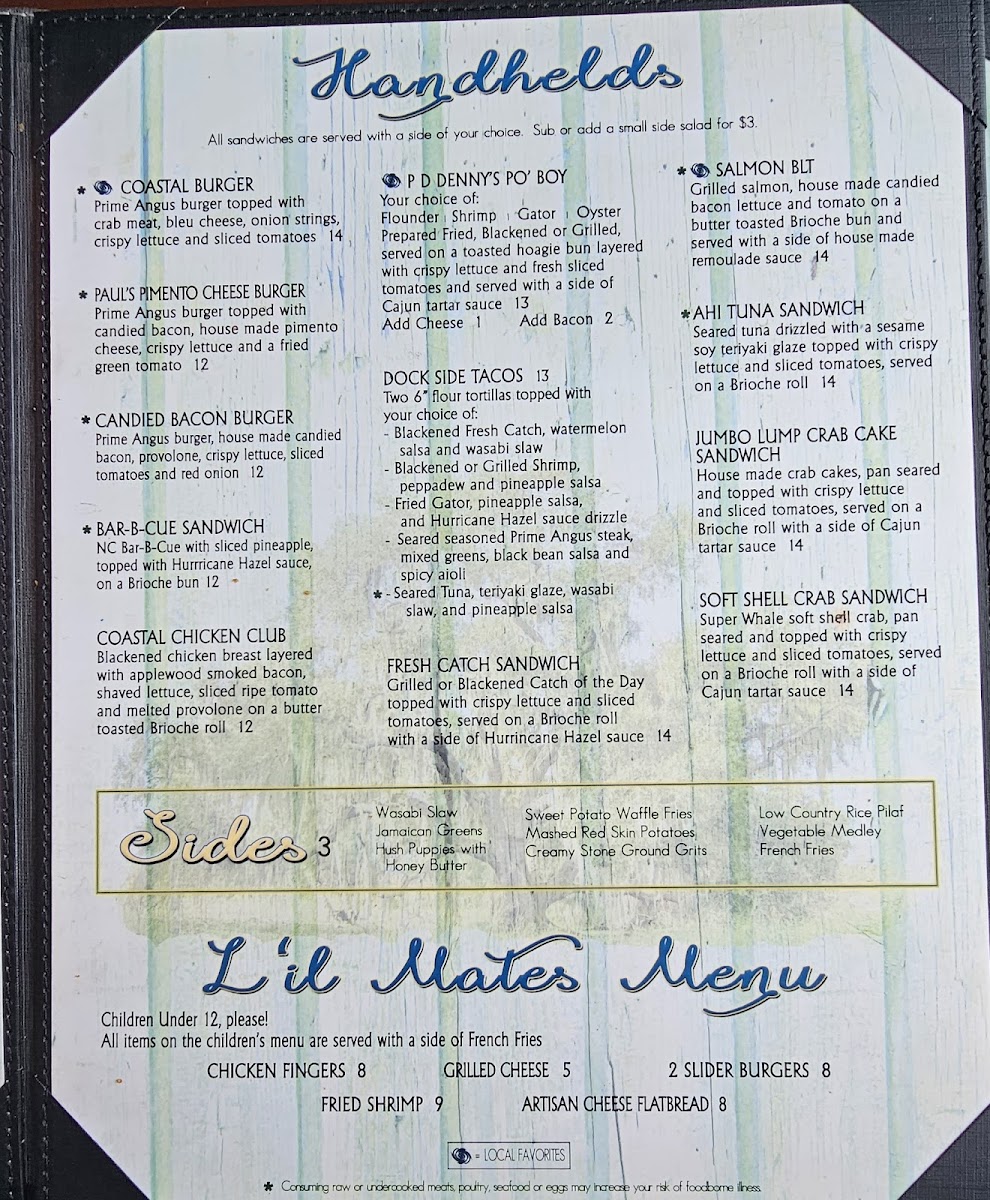 Handhelds
All sandwiches are served with a side of your choice. Sub or add a small side salad for $3.
* COASTAL BURGER
Prime Angus burger topped with
crab meat, bleu cheese, onion strings,
crispy lettuce and sliced tomatoes 14
* PAUL'S PIMENTO CHEESE BURGER
Prime Angus burger topped with
candied bacon, house made pimento
cheese, crispy lettuce and a fried
green tomato 12
* CANDIED BACON BURGER
Prime Angus burger, house made candied
bacon, provolone, crispy lettuce, sliced
tomatoes and red onion 12
* BAR-B-CUE SANDWICH
NC Bar-B-Cue with sliced pineapple,
topped with Hurrricane Hazel sauce,
on a Brioche bun 12
COASTAL CHICKEN CLUB
Blackened chicken breast layered
with applewood smoked bacon,
shaved lettuce, sliced ripe tomato
and melted provolone on a butter
toasted Brioche roll 12
P D DENNY'S PO' BOY
Your choice of:
Flounder | Shrimp | Gator | Oyster
Prepared Fried, Blackened or Grilled,
served on a toasted hoagie bun layered
with crispy lettuce and fresh sliced
tomatoes and served with a side of
Cajun tartar sauce 13
Add Cheese 1 Add Bacon 2
DOCK SIDE TACOS 13
Two 6" flour tortillas topped with
your choice of:
- Blackened Fresh Catch, watermelon
salsa and wasabi slaw
- Blackened or Grilled Shrimp,
peppadew and pineapple salsa
- Fried Gator, pineapple salsa,
and Hurricane Hazel sauce drizzle
- Seared seasoned Prime Angus steak,
mixed greens, black bean salsa and
spicy aioli
* - Seared Tuna, teriyaki glaze, wasabi
slaw, and pineapple salsa
FRESH CATCH SANDWICH
Grilled or Blackened Catch of the Day
topped with crispy lettuce and sliced
tomatoes, served on a Brioche roll
with a side of Hurrincane Hazel sauce 14
* SALMON BLT
Grilled salmon, house made candied
bacon lettuce and tomato on a
butter toasted Brioche bun and
served with a side of house made
remoulade sauce 14
* AHI TUNA SANDWICH
Seared tuna drizzled with a sesame
soy teriyaki glaze topped with crispy
lettuce and sliced tomatoes, served
on a Brioche roll 14
JUMBO LUMP CRAB CAKE
SANDWICH
House made crab cakes, pan seared
and topped with crispy lettuce
and sliced tomatoes, served on a
Brioche roll with a side of Cajun
tartar sauce 14
SOFT SHELL CRAB SANDWICH
Super Whale soft shell crab, pan
seared and topped with crispy
lettuce and sliced tomatoes, served
on a Brioche roll with a side of
Cajun tartar sauce 14
Sides 3
Wasabi Slaw
Jamaican Greens
Hush Puppies with
Honey Butter
Sweet Potato Waffle Fries
Mashed Red Skin Potatoes
Creamy Stone Ground Grits
Low Country Rice Pilaf
Vegetable Medley
French Fries
L'il Mates Menu
Children Under 12, please!
All items on the children's menu are served with a side of French Fries
CHICKEN FINGERS 8 GRILLED CHEESE 5 2 SLIDER BURGERS 8
FRIED SHRIMP 9 ARTISAN CHEESE FLATBREAD 8
= LOCAL FAVORITES
* Consuming raw or undercooked meats, poultry, seafood or eggs may increase your risk of foodborne illness.